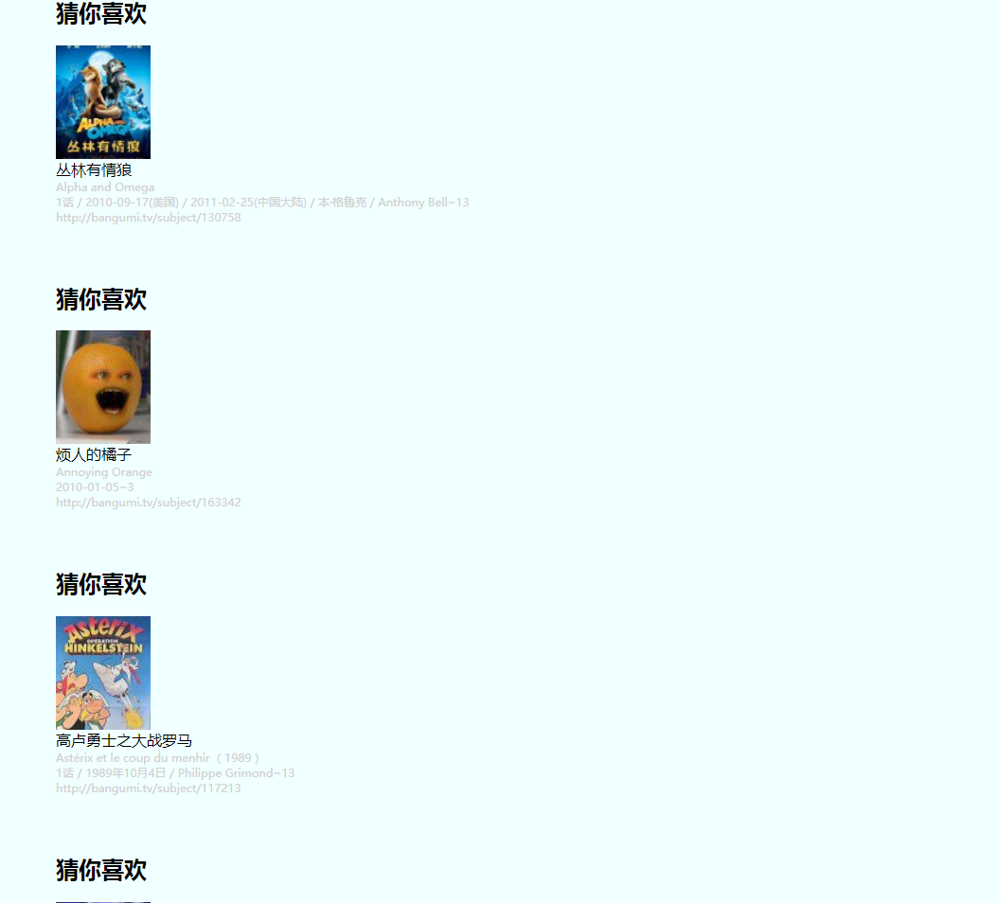 猜你喜欢
ALPHA AND OMEGA
丛林有情狼
丛林有情狼
Alpha and Omega
1话 / 2010-09-17(美国) / 2011-02-25(中国大陆) / 本·格鲁克 / Anthony Bell~13
http://bangumi.tv/subject/130758
猜你喜欢
烦人的橘子
Annoying Orange
2010-01-05~3
http://bangumi.tv/subject/163342
猜你喜欢
Asterix
OPERATION
HINKELSTEIN
高卢勇士之大战罗马
Astérix et le coup du menhir（1989）
1话 / 1989年10月4日 / Philippe Grimond~13
http://bangumi.tv/subject/117213
猜你喜欢